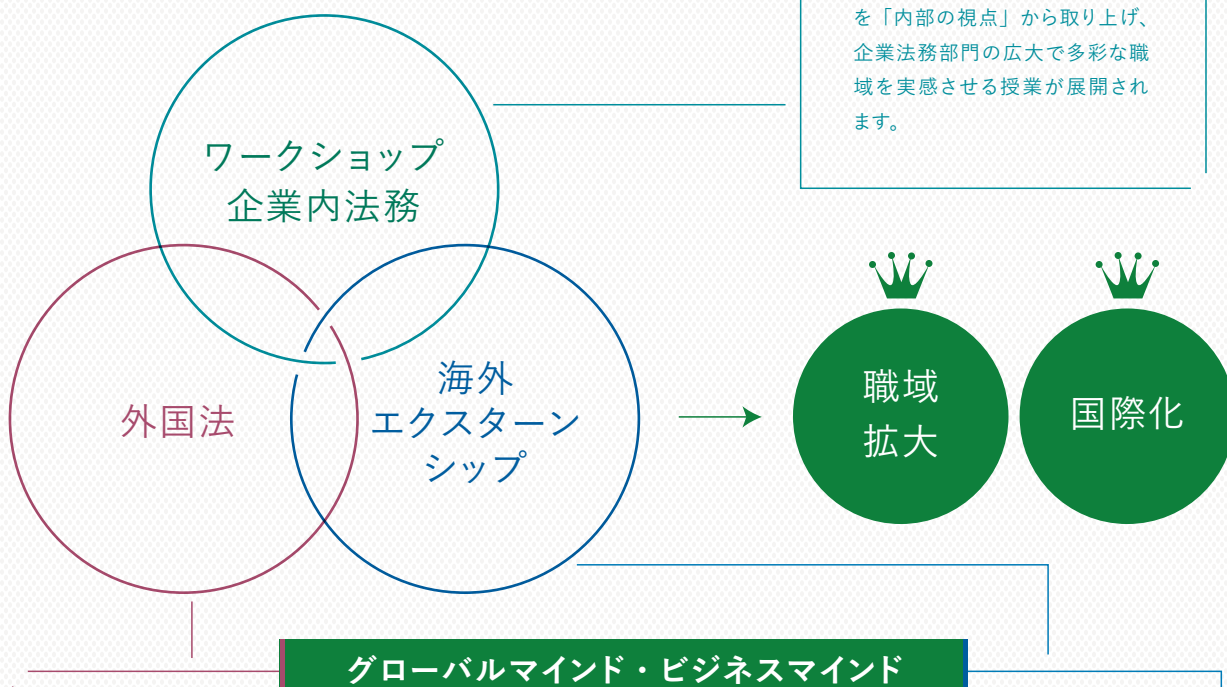 を「内部の視点」から取り上げ、
企業法務部門の広大で多彩な職
域を実感させる授業が展開され
ます。
ワークショップ
企業内法務
外国法
海外
エクスターン
シップ
職域
拡大
国際化
グローバルマインド・ビジネスマインド